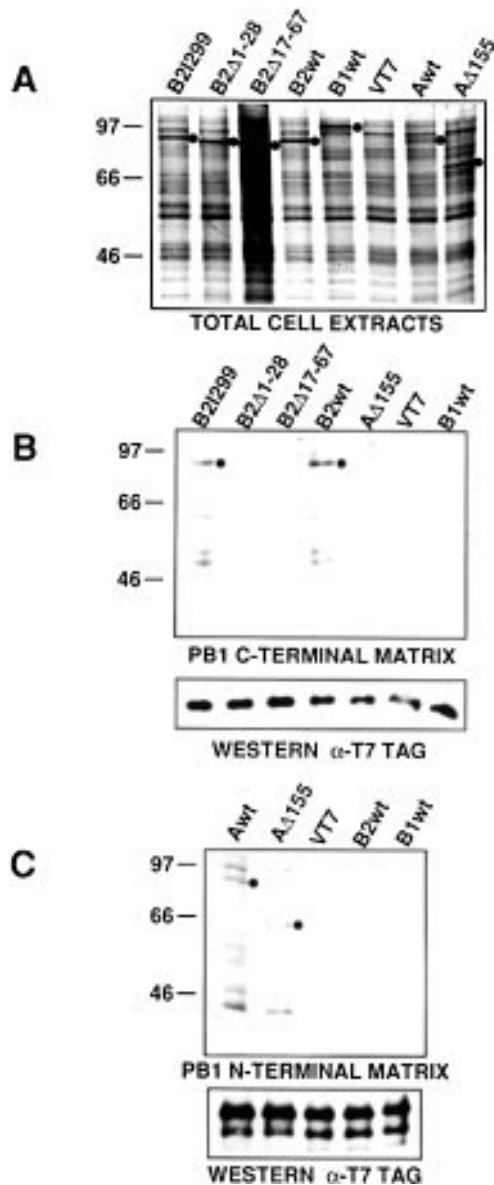 A
B2I299
B2Δ1-28
B2Δ17-67
B2wt
B1wt
VT7
Awt
AΔ155
97
66
46
TOTAL CELL EXTRACTS
B
B2I299
B2Δ1-28
B2Δ17-67
B2wt
AΔ155
VT7
B1wt
97
66
46
PB1 C-TERMINAL MATRIX
WESTERN α-T7 TAG
C
Awt
AΔ155
VT7
B2wt
B1wt
97
66
46
PB1 N-TERMINAL MATRIX
WESTERN α-T7 TAG